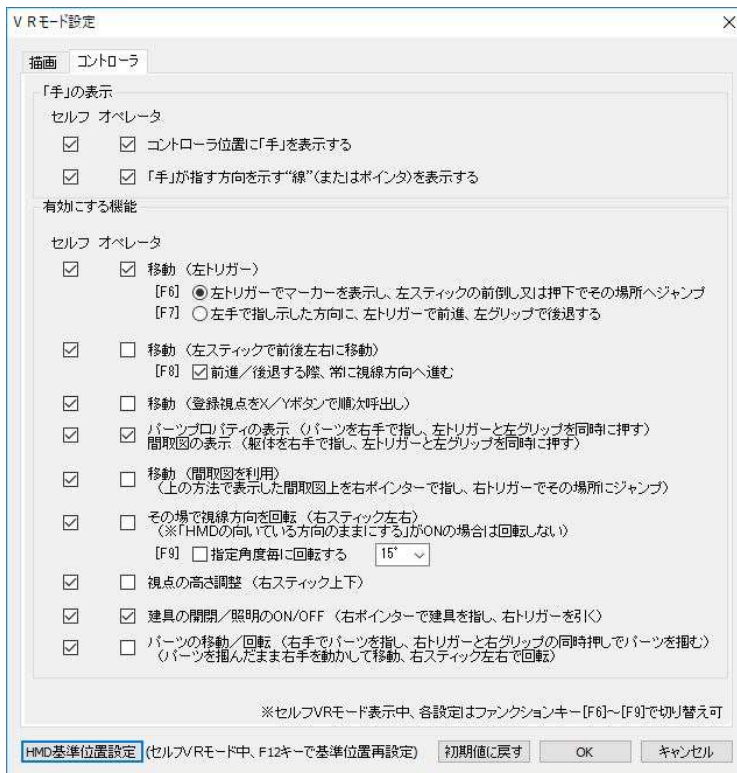 ＶＲモード設定
描画 コントローラ
「手」の表示
セルフ オペレータ
コントローラ位置に「手」を表示する
「手」が指す方向を示す“線”(またはポインタ)を表示する
有効にする機能
セルフ オペレータ
移動 (左トリガー)
[F6] 左トリガーでマーカーを表示し、左スティックの前倒し又は押下でその場所へジャンプ
[F7] 左手で指し示した方向に、左トリガーで前進、左グリップで後退する
移動 (左スティックで前後左右に移動)
[F8] 前進／後退する際、常に視線方向へ進む
移動 (登録視点をX／Yボタンで順次呼出し)
パーツプロパティの表示 (パーツを右手で指し、左トリガーと左グリップを同時に押す)
間取図の表示 (躯体を右手で指し、左トリガーと左グリップを同時に押す)
移動 (間取図を利用)
(上の方法で表示した間取図上を右ポインターで指し、右トリガーでその場所にジャンプ)
その場で視線方向を回転 (右スティック左右)
(※「HMDの向いている方向のままにする」がONの場合は回転しない)
[F9] 指定角度毎に回転する 15°
視点の高さ調整 (右スティック上下)
建具の開閉／照明のON/OFF (右ポインターで建具を指し、右トリガーを引く)
パーツの移動／回転 (右手でパーツを指し、右トリガーと右グリップの同時押しでパーツを掴む)
(パーツを掴んだまま右手を動かして移動、右スティック左右で回転)
※セルフVRモード表示中、各設定はファンクションキー[F6]～[F9]で切り替え可
HMD基準位置設定 (セルフVRモード中、F12キーで基準位置再設定) 初期値に戻す OK キャンセル